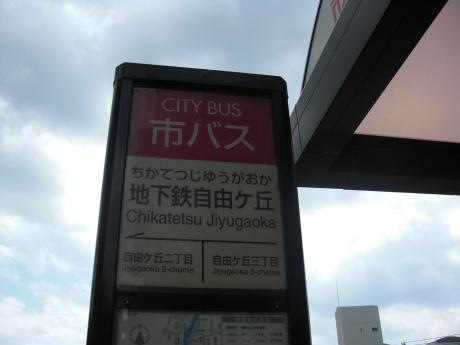 CITY BUS
市バス
ちかてつじゆうがおか
地下鉄自由ケ丘
Chikatetsu Jiyugaoka
自由ケ丘二丁目
Jiyugaoka 2-chome
自由ケ丘三丁目
Jiyugaoka 3-chome